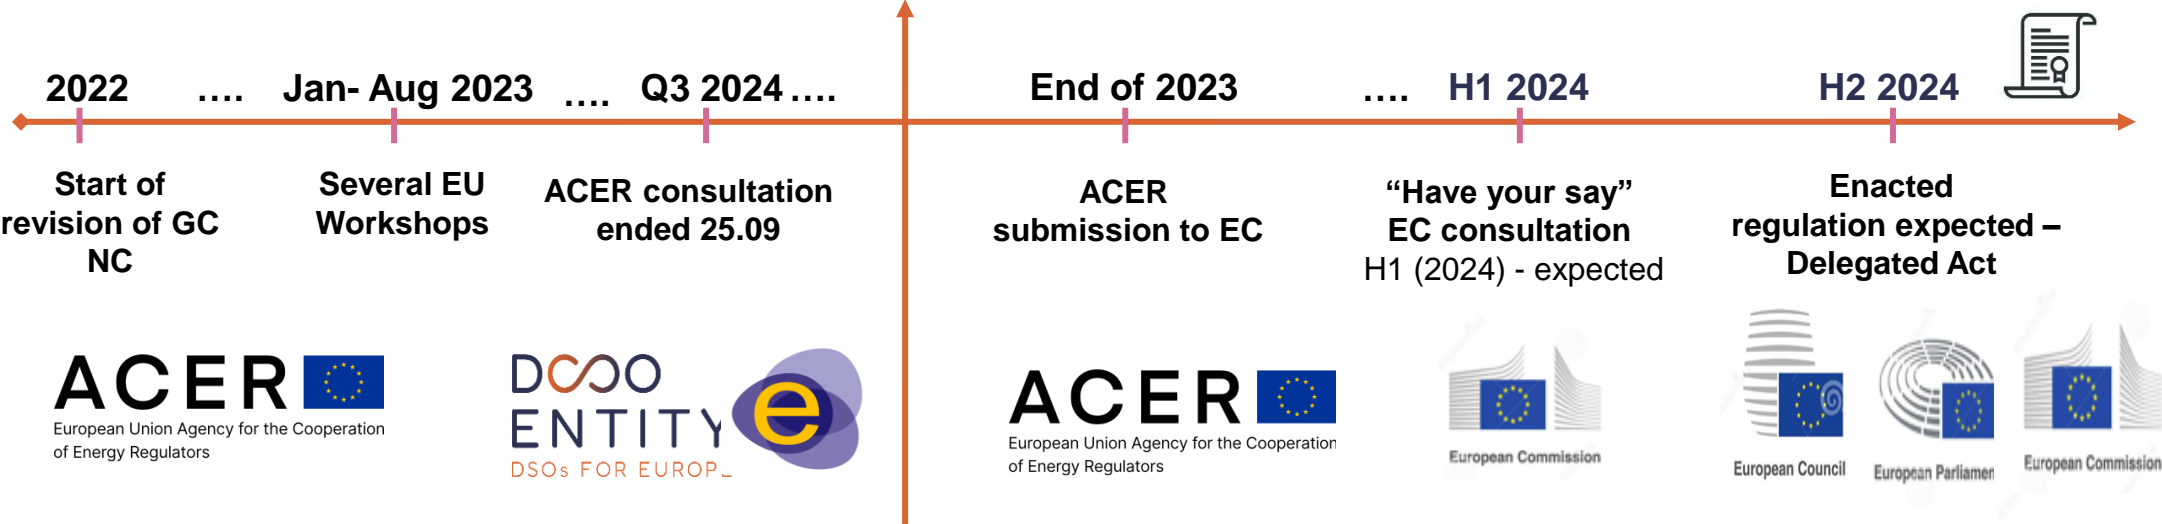 2022 .... Jan- Aug 2023 .... Q3 2024 .... End of 2023 .... H1 2024 H2 2024
Start of
revision of GC
NC
Several EU
Workshops
ACER consultation
ended 25.09
ACER
submission to EC
“Have your say”
EC consultation
H1 (2024) - expected
Enacted
regulation expected –
Delegated Act
ACER
European Union Agency for the Cooperation
of Energy Regulators
DSO
ENTITY
DSOs FOR EUROP_
e
ACER
European Union Agency for the Cooperation
of Energy Regulators
European Commission
European Council
European Parliamen
European Commission